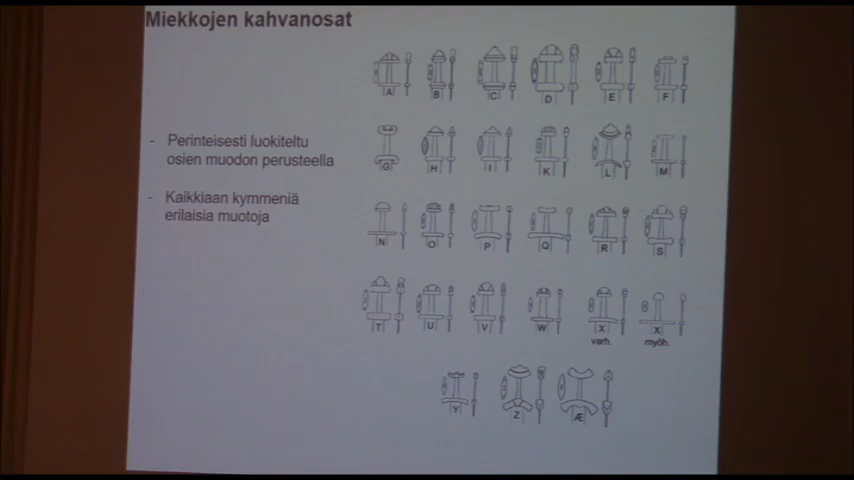 Miekkojen kahvanosat
- Perinteisesti luokiteltu
osien muodon perusteella
- Kaikkiaan kymmeniä
erilaisia muotoja
A B C D E F
G H I K L M
N O P Q R S
T U V W X X
varh. myöh.
Y Z Æ